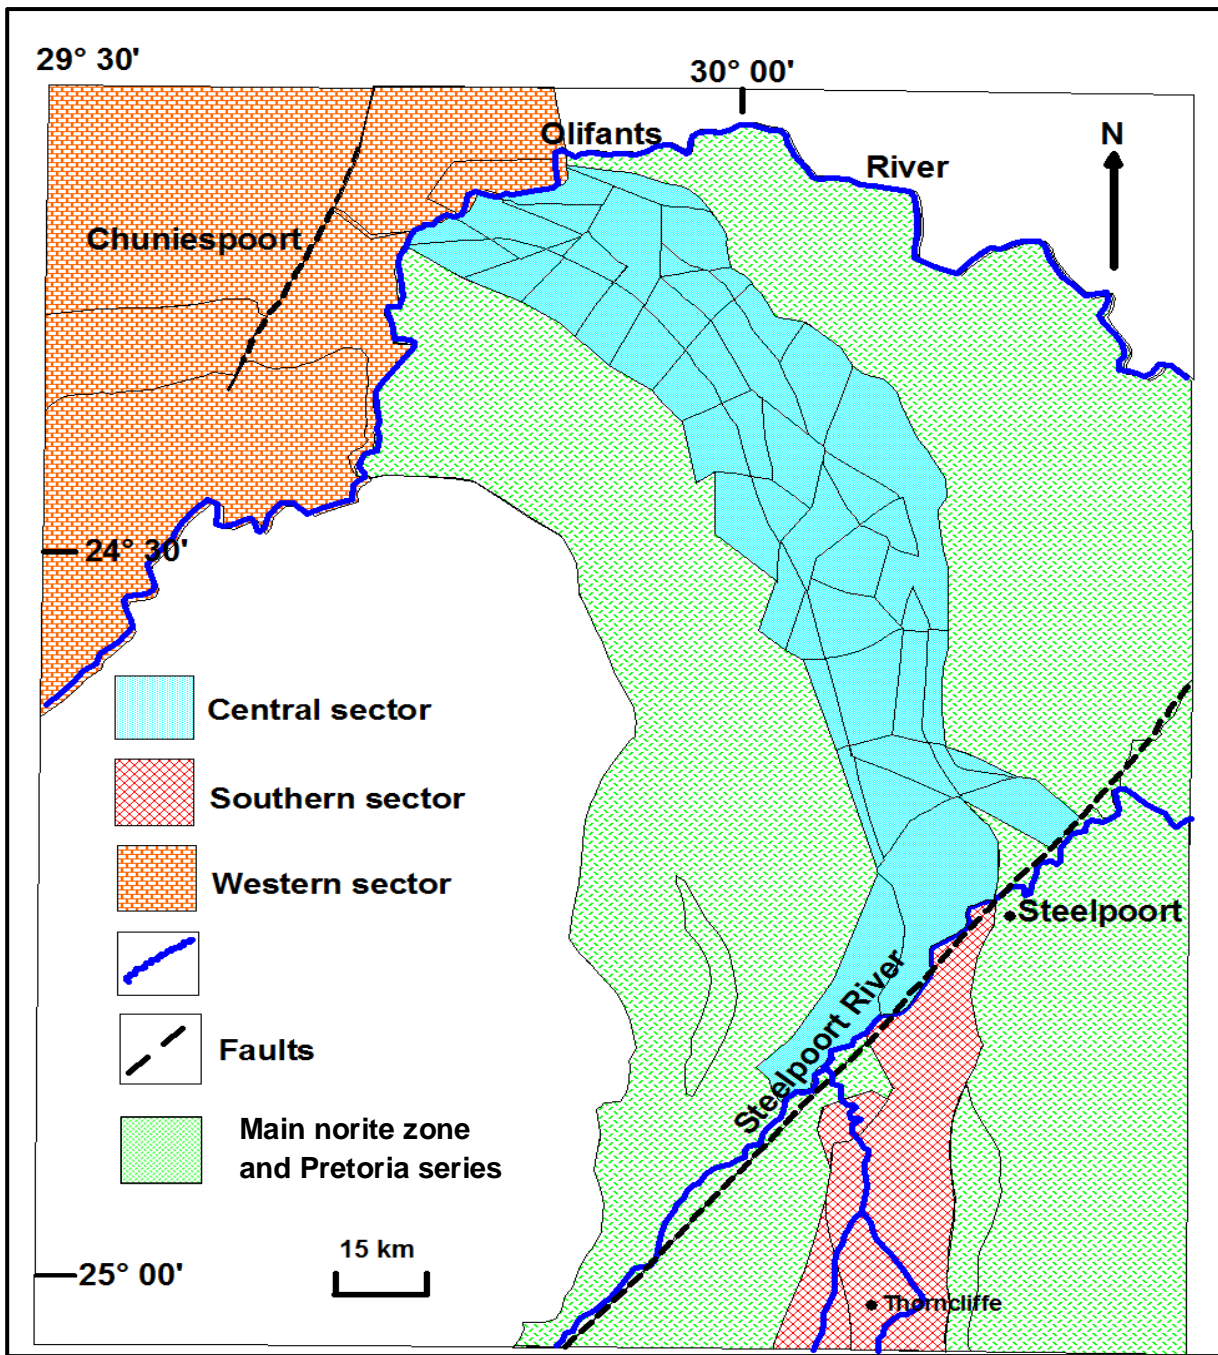 29° 30'
30° 00'
Olifants
River
N
Chuniespoort
24° 30'
Central sector
Southern sector
Western sector
Steelpoort
Steelpoort River
Faults
Main norite zone
and Pretoria series
15 km
25° 00'
Thorncliffe